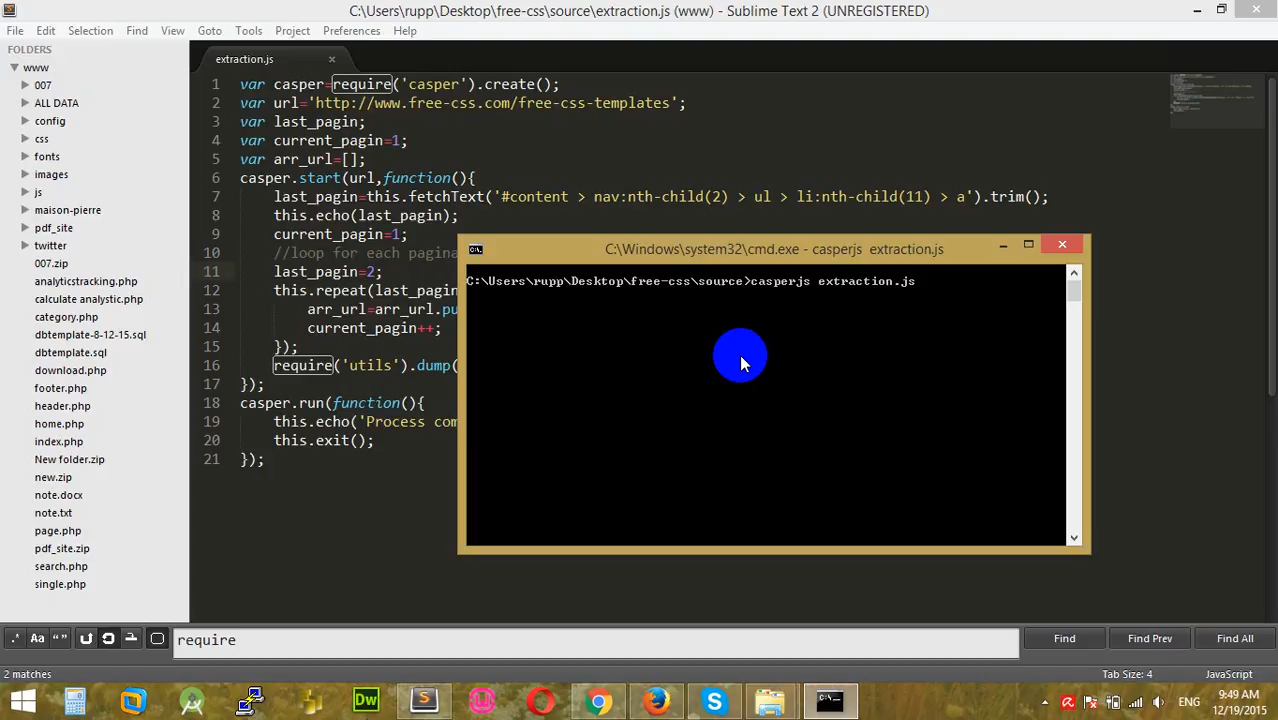 C:\Users\rupp\Desktop\free-css\source\extraction.js (www) - Sublime Text 2 (UNREGISTERED)
File Edit Selection Find View Goto Tools Project Preferences Help
FOLDERS
www
007
ALL DATA
config
css
fonts
images
js
maison-pierre
pdf_site
twitter
007.zip
analyticstracking.php
calculate analystic.php
category.php
dbtemplate-8-12-15.sql
dbtemplate.sql
download.php
footer.php
header.php
home.php
index.php
New folder.zip
new.zip
note.docx
note.txt
page.php
pdf_site.zip
search.php
single.php
extraction.js
1 var casper=require('casper').create();
2 var url='http://www.free-css.com/free-css-templates';
3 var last_pagin;
4 var current_pagin=1;
5 var arr_url=[];
6 casper.start(url,function(){
7 last_pagin=this.fetchText('#content > nav:nth-child(2) > ul > li:nth-child(11) > a').trim();
8 this.echo(last_pagin);
9 current_pagin=1;
10 //loop for each pagina
11 last_pagin=2;
12 this.repeat(last_pagin
13 arr_url=arr_url.pu
14 current_pagin++;
15 });
16 require('utils').dump(
17 });
18 casper.run(function(){
19 this.echo('Process com
20 this.exit();
21 });
C:\Windows\system32\cmd.exe - casperjs extraction.js
C:\Users\rupp\Desktop\free-css\source>casperjs extraction.js
.* Aa “ ” require Find Find Prev Find All
2 matches Tab Size: 4 JavaScript
Dw ENG 9:49 AM
12/19/2015